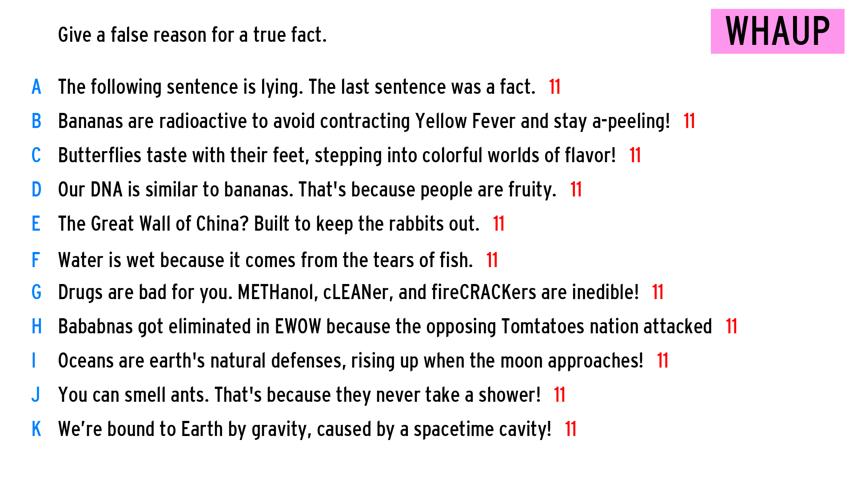 Give a false reason for a true fact.
WHAUP
A The following sentence is lying. The last sentence was a fact. 11
B Bananas are radioactive to avoid contracting Yellow Fever and stay a-peeling! 11
C Butterflies taste with their feet, stepping into colorful worlds of flavor! 11
D Our DNA is similar to bananas. That's because people are fruity. 11
E The Great Wall of China? Built to keep the rabbits out. 11
F Water is wet because it comes from the tears of fish. 11
G Drugs are bad for you. METHanol, cLEANer, and fireCRACKers are inedible! 11
H Bababnas got eliminated in EWOW because the opposing Tomtatoes nation attacked 11
I Oceans are earth's natural defenses, rising up when the moon approaches! 11
J You can smell ants. That's because they never take a shower! 11
K We’re bound to Earth by gravity, caused by a spacetime cavity! 11